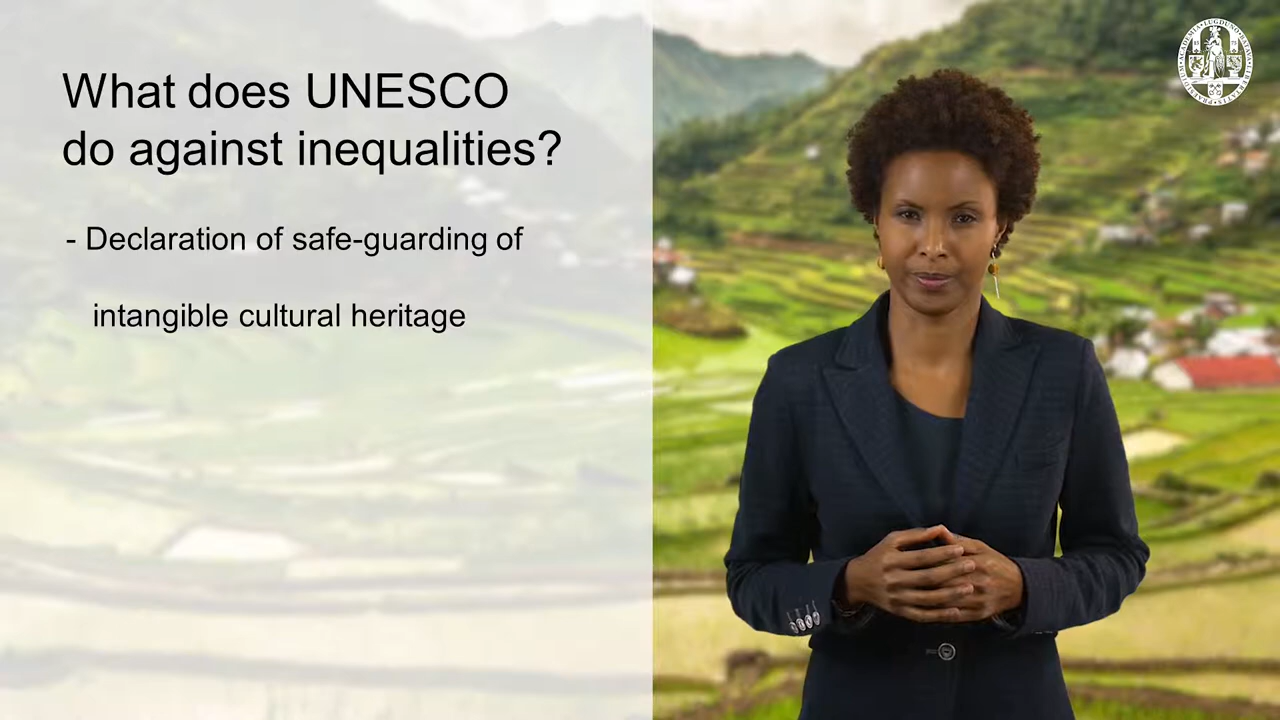 What does UNESCO
do against inequalities?
- Declaration of safe-guarding of
intangible cultural heritage